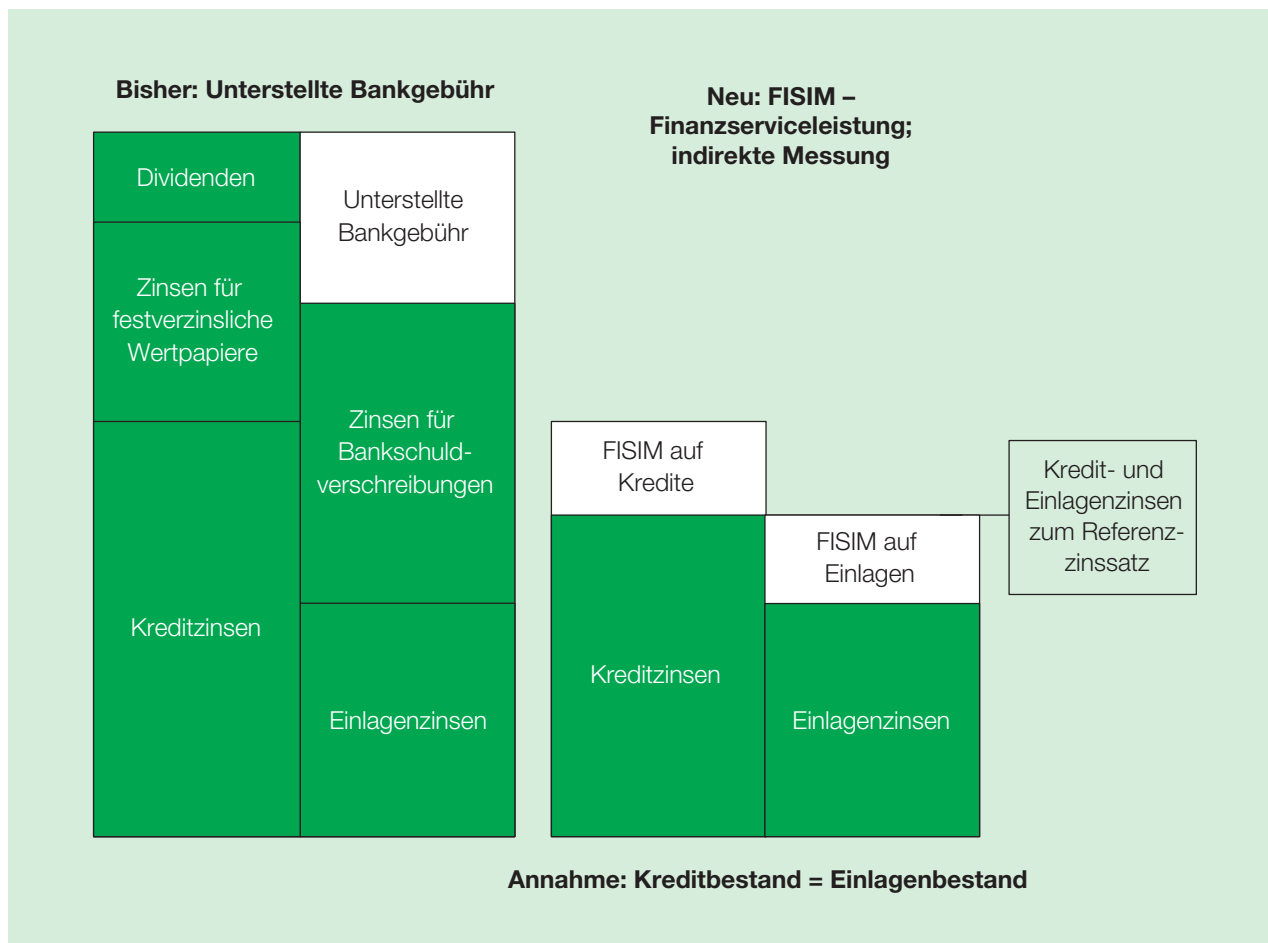 Bisher: Unterstellte Bankgebühr
Dividenden
Zinsen für
festverzinsliche
Wertpapiere
Kreditzinsen
Unterstellte
Bankgebühr
Zinsen für
Bankschuld-
verschreibungen
Einlagenzinsen
Neu: FISIM –
Finanzserviceleistung;
indirekte Messung
FISIM auf
Kredite
Kreditzinsen
FISIM auf
Einlagen
Einlagenzinsen
Kredit- und
Einlagenzinsen
zum Referenz-
zinssatz
Annahme: Kreditbestand = Einlagenbestand